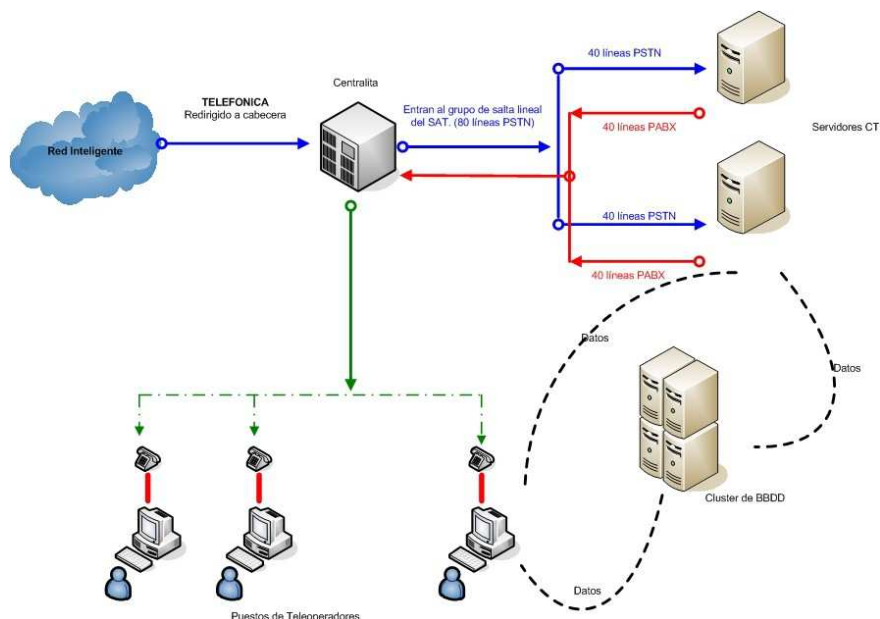 40 líneas PSTN
Centralita
TELEFONICA
Redirigido a cabecera
Entran al grupo de salta lineal
del SAT. (80 líneas PSTN)
Red Inteligente
40 líneas PABX
Servidores CT
40 líneas PSTN
40 líneas PABX
Datos
Datos
Cluster de BBDD
Datos
Puestos de Teleoperadores